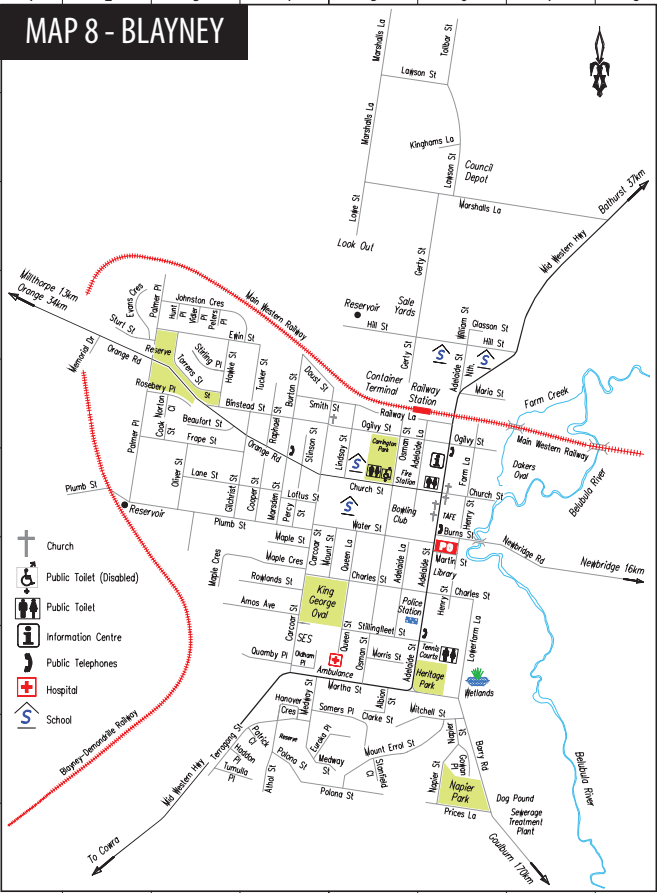 MAP 8 - BLAYNEY
Marshalls La
Tolibar St
Lawson St
Marshalls La
Kinghams La
Lawson St
Council
Depot
Marshalls La
Lowe St
Bathurst 37km
Mid Western Hwy
Look Out
Gerty St
Millthorpe 13km
Orange 34km
Evans Cres
Palmer Pl
Johnston Cres
Hunt Pl
Vider Pl
Peters Pl
Main Western Railway
Sturt St
Ewin St
Reservoir
Sale
Yards
Hill St
William St
Glasson St
Hill St
Memorial Dr
Orange Rd
Reserve
Stirling Pl
Torrens St
Hawke St
Tucker St
Burton St
Doust St
Gerty St
Adelaide St Nth.
Maria St
Rosebery Pl
Container
Terminal
Railway
Station
Farm Creek
Norton Cl
Cook
Binstead St
Smith St
Railway La
Beaufort St
Raphael St
Ogilvy St
Ogilvy St
Palmer Pl
Frape St
Orange Rd
Stinson St
Lindsay St
Carrington
Park
Osman St
Adelaide La
Main Western Railway
Oliver St
Lane St
Fire
Station
Farm La
Dakers
Oval
Belubula River
Gilchrist St
Cooper St
Marsden St
Percy St
Loftus St
Church St
Church St
Plumb St
Reservoir
Plumb St
Bowling
Club
TAFE
Henry St
Water St
Burns St
Newbridge Rd
Newbridge 16km
Maple St
Carcoar St
Mount St
Queen La
Adelaide La
Adelaide St
Martin St
Library
Maple Cres
Maple Cres
Rowlands St
Charles St
Henry St
Charles St
Amos Ave
King
George
Oval
Police
Station
Carcoar St
SES
Stillingfleet St
Queen St
Lowerfarm La
Quamby Pl
Oldham Pl
Osman St
Morris St
Adelaide St
Tennis
Courts
Ambulance
Heritage
Park
Wetlands
Martha St
Hanover
Cres
Medway St
Somers Pl
Albion St
Clarke St
Mitchell St
Terragong St
Patrick Cl
Reserve
Eureka Pl
Mount Errol St
Napier St
Barry Rd
Haddon Pl
Polona St
Medway
St
Stanfield Cl
Tumulla
Pl
Athol St
Polona St
Napier St
Napier
Park
Prices La
Dog Pound
Sewerage
Treatment
Plant
Belubula River
Goulburn 170km
Mid Western Hwy
To Cowra
Blayney-Demondrille Railway
Church
Public Toilet (Disabled)
Public Toilet
Information Centre
Public Telephones
Hospital
S School